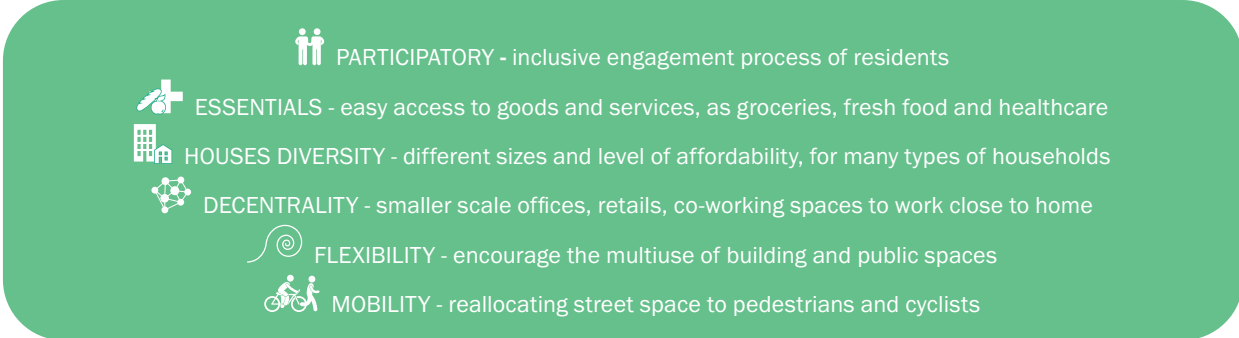 PARTICIPATORY - inclusive engagement process of residents
ESSENTIALS - easy access to goods and services, as groceries, fresh food and healthcare
HOUSES DIVERSITY - different sizes and level of affordability, for many types of households
DECENTRALITY - smaller scale offices, retails, co-working spaces to work close to home
FLEXIBILITY - encourage the multiuse of building and public spaces
MOBILITY - reallocating street space to pedestrians and cyclists